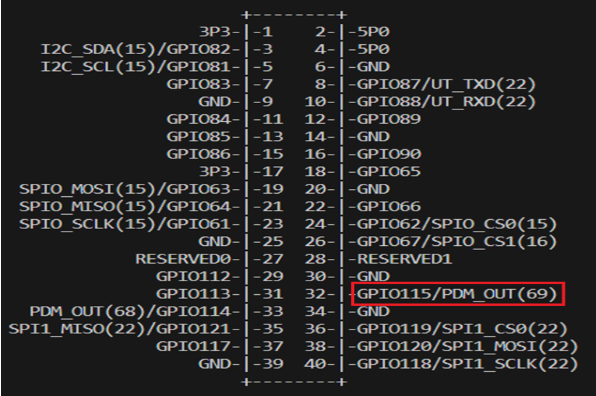 +--------+
3P3-|-1 2-|-5P0
I2C_SDA(15)/GPIO82-|-3 4-|-5P0
I2C_SCL(15)/GPIO81-|-5 6-|-GND
GPIO83-|-7 8-|-GPIO87/UT_TXD(22)
GND-|-9 10-|-GPIO88/UT_RXD(22)
GPIO84-|-11 12-|-GPIO89
GPIO85-|-13 14-|-GND
GPIO86-|-15 16-|-GPIO90
3P3-|-17 18-|-GPIO65
SPIO_MOSI(15)/GPIO63-|-19 20-|-GND
SPIO_MISO(15)/GPIO64-|-21 22-|-GPIO66
SPIO_SCLK(15)/GPIO61-|-23 24-|-GPIO62/SPIO_CS0(15)
GND-|-25 26-|-GPIO67/SPIO_CS1(16)
RESERVED0-|-27 28-|-RESERVED1
GPIO112-|-29 30-|-GND
GPIO113-|-31 32-|-GPIO115/PDM_OUT(69)
PDM_OUT(68)/GPIO114-|-33 34-|-GND
SPI1_MISO(22)/GPIO121-|-35 36-|-GPIO119/SPI1_CS0(22)
GPIO117-|-37 38-|-GPIO120/SPI1_MOSI(22)
GND-|-39 40-|-GPIO118/SPI1_SCLK(22)
+--------+